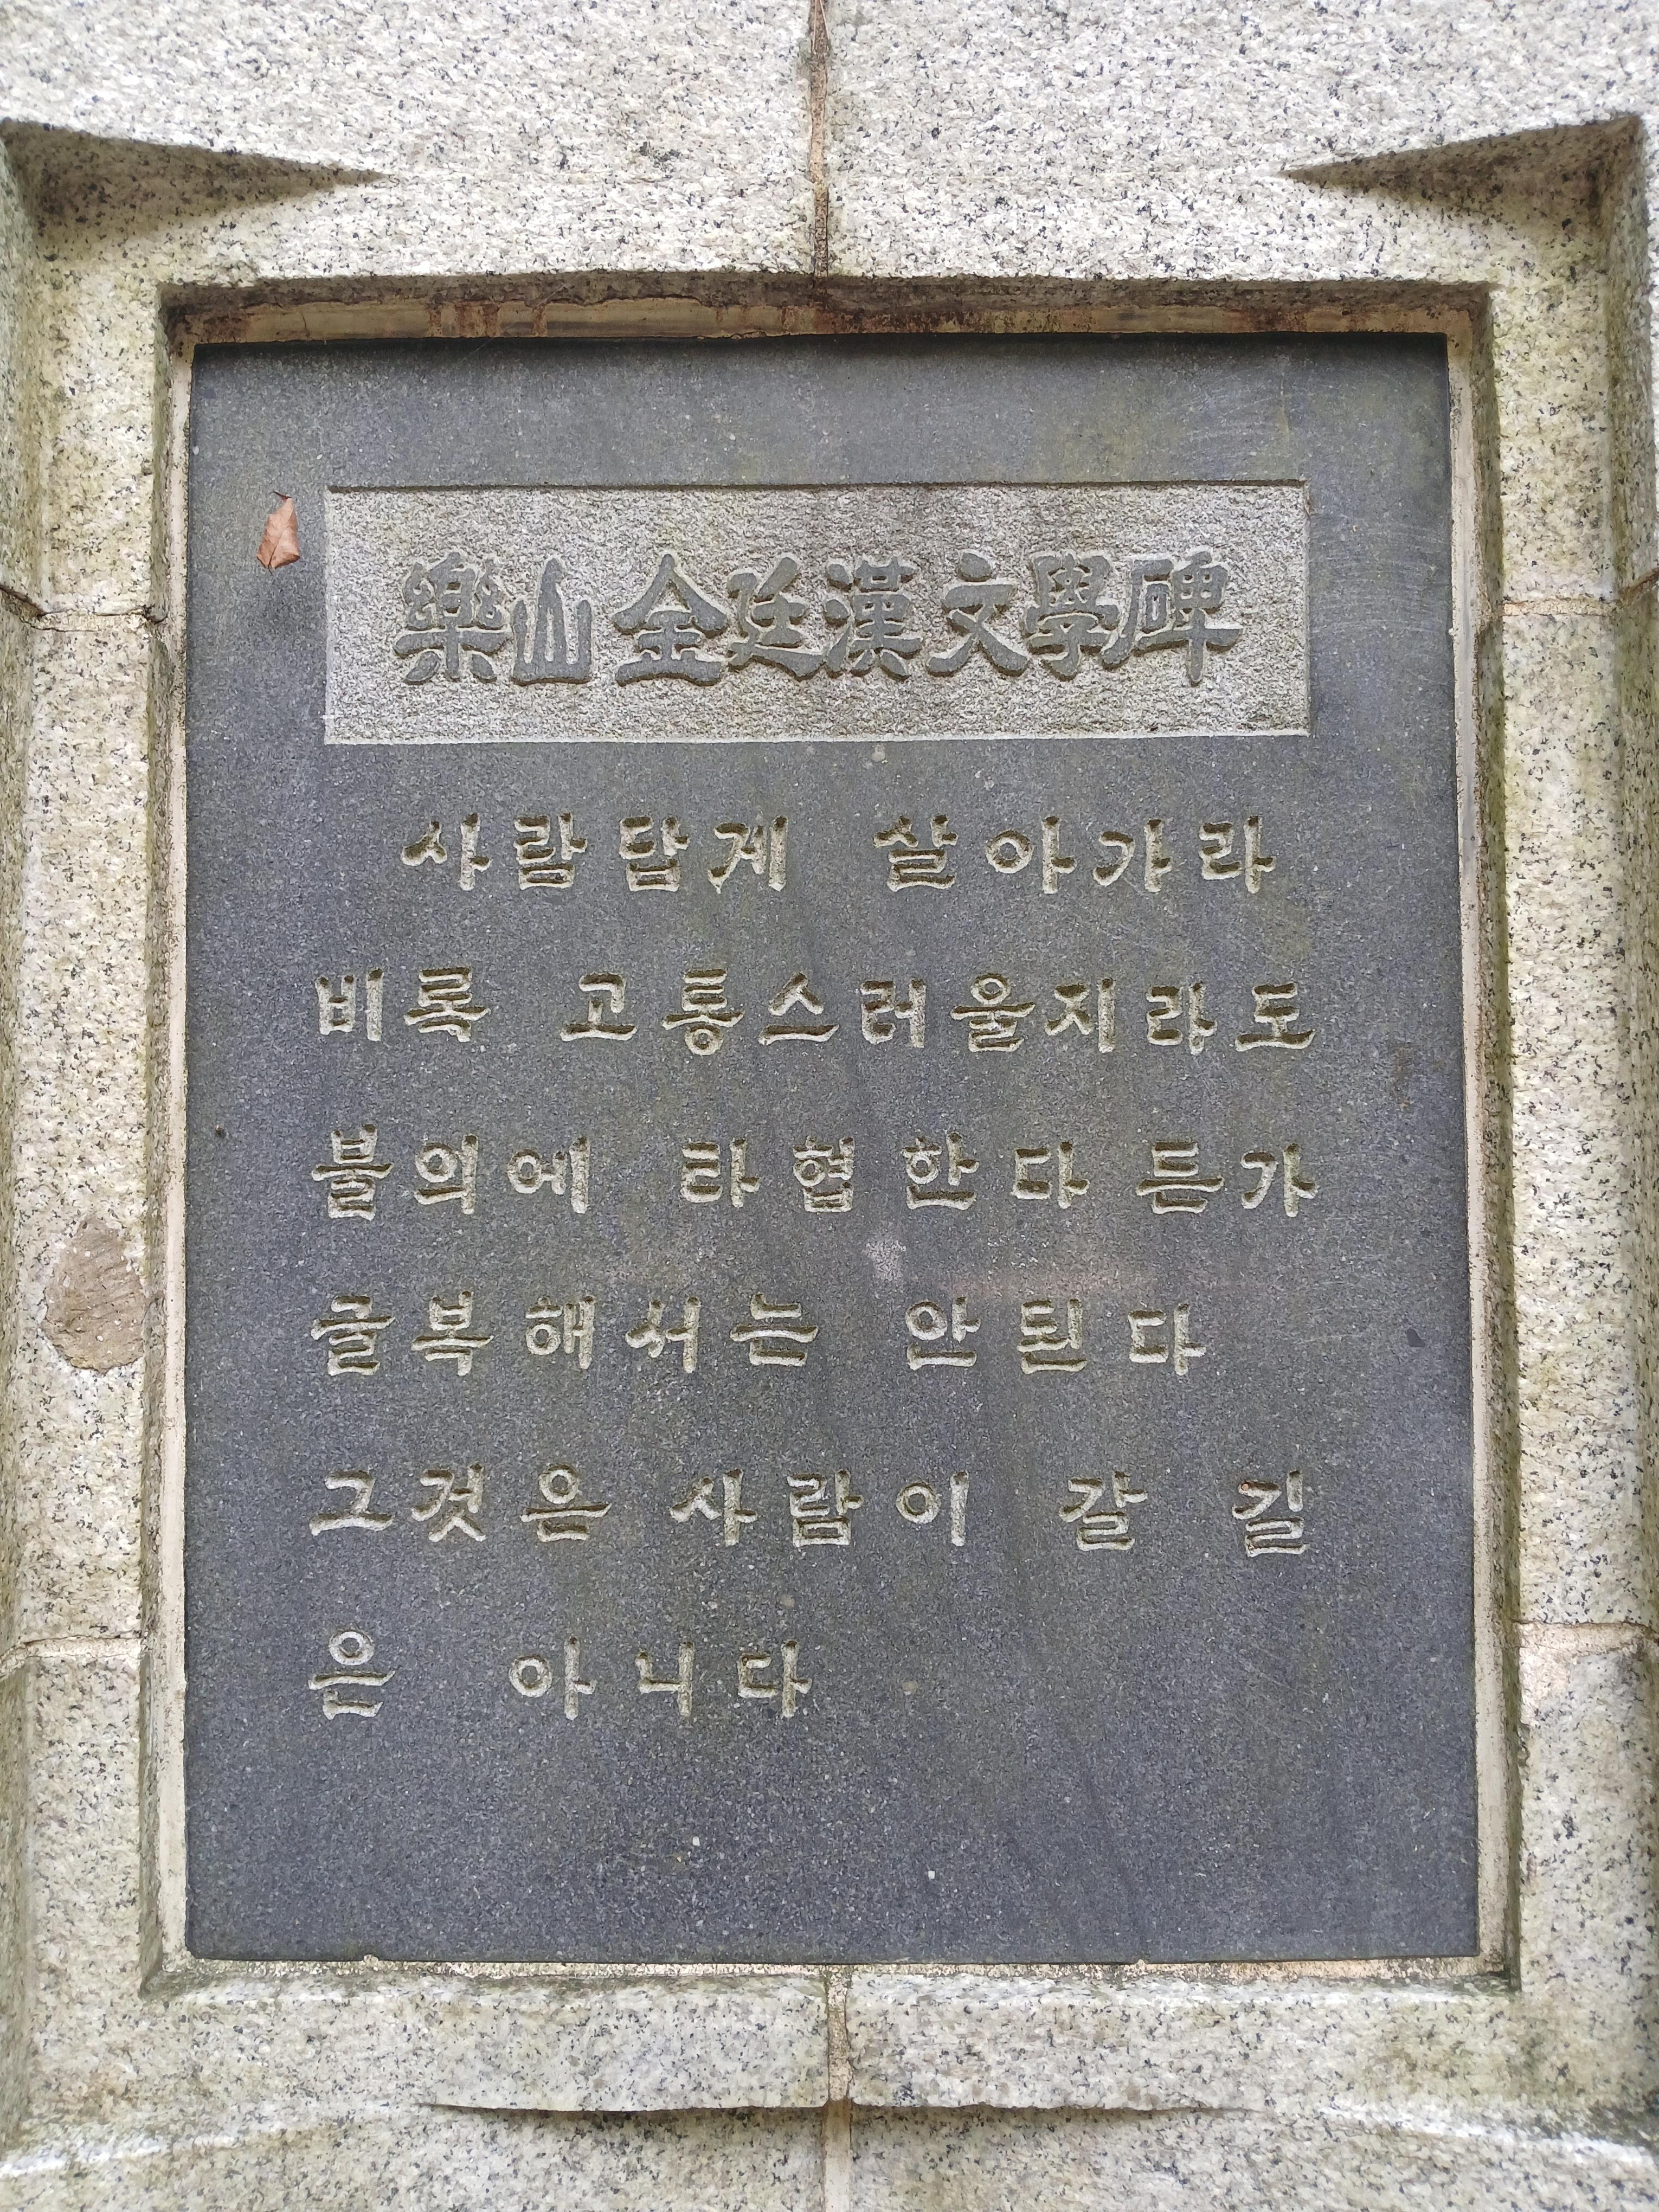 樂山 金廷漢 文學碑
사람답게 살아가라
비록 고통스러울지라도
불의에 타협한다든가
굴복해서는 안된다
그것은 사람이 갈 길
은 아니다